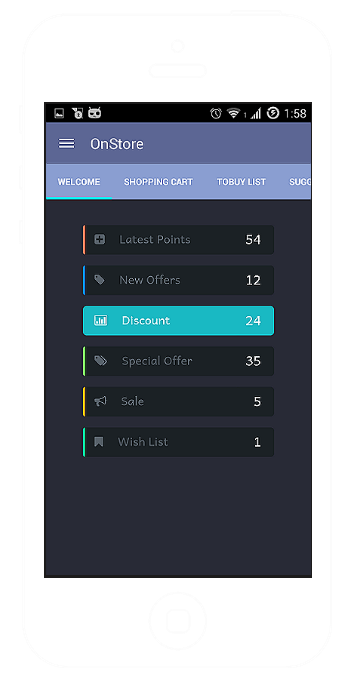 1:58
OnStore
WELCOME SHOPPING CART TOBUY LIST SUGG
Latest Points 54
New Offers 12
Discount 24
Special Offer 35
Sale 5
Wish List 1